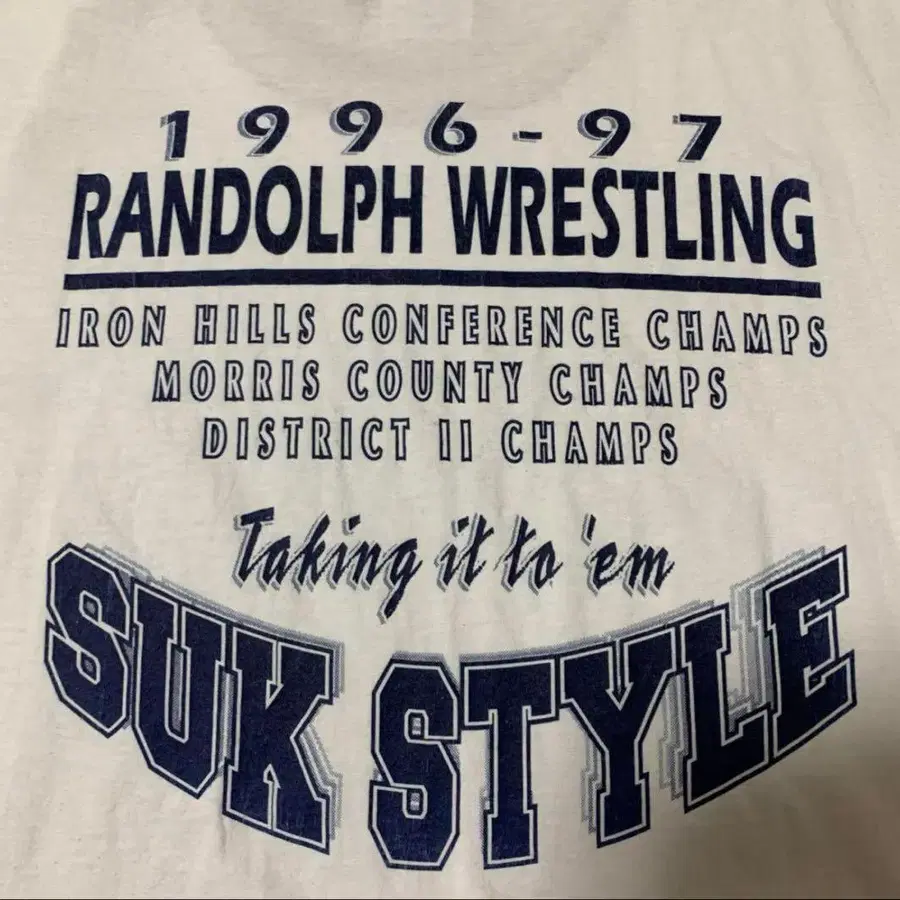 1996-97
RANDOLPH WRESTLING
IRON HILLS CONFERENCE CHAMPS
MORRIS COUNTY CHAMPS
DISTRICT 11 CHAMPS
Taking it to 'em
SUK STYLE